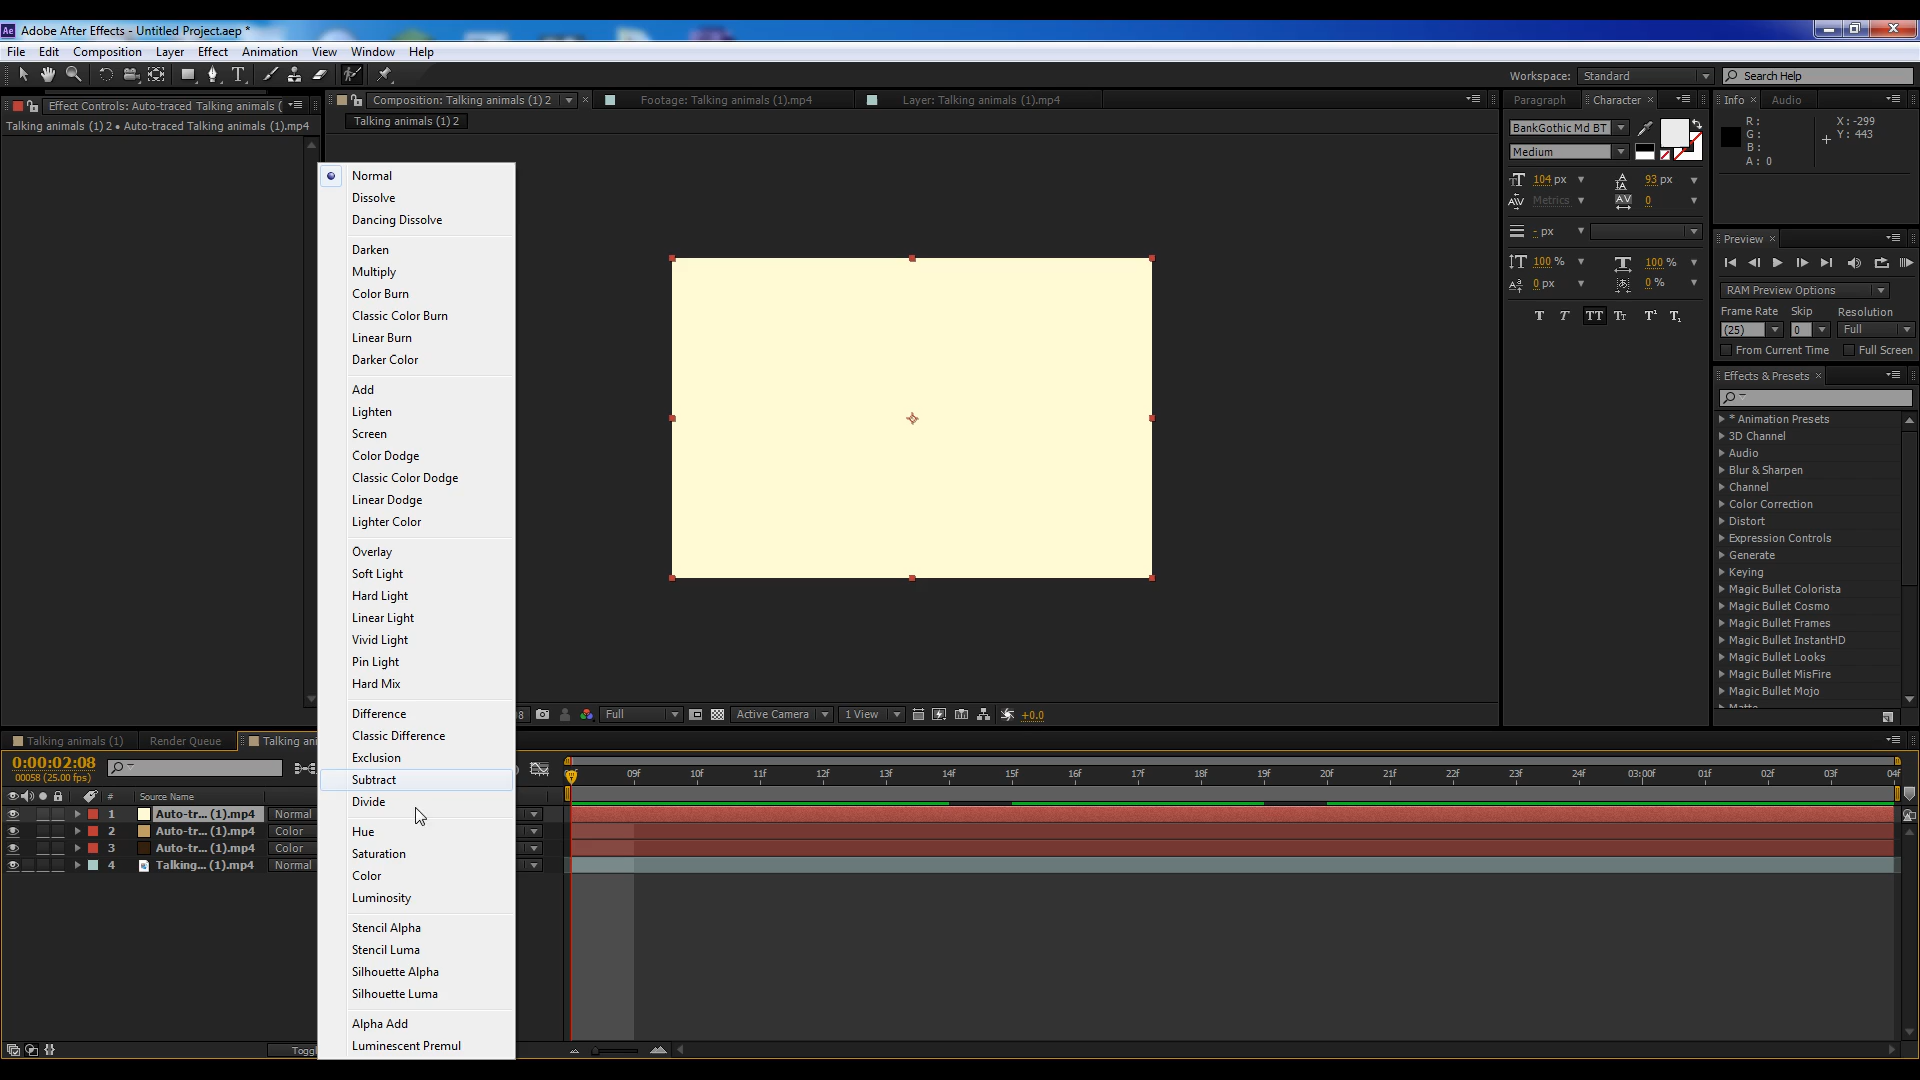 Adobe After Effects - Untitled Project.aep *
File Edit Composition Layer Effect Animation View Window Help
Workspace: Standard Search Help
Effect Controls: Auto-traced Talking animals (
Talking animals (1) 2 • Auto-traced Talking animals (1).mp4
Composition: Talking animals (1) 2
Footage: Talking animals (1).mp4
Layer: Talking animals (1).mp4
Talking animals (1) 2
Normal
Dissolve
Dancing Dissolve
Darken
Multiply
Color Burn
Classic Color Burn
Linear Burn
Darker Color
Add
Lighten
Screen
Color Dodge
Classic Color Dodge
Linear Dodge
Lighter Color
Overlay
Soft Light
Hard Light
Linear Light
Vivid Light
Pin Light
Hard Mix
Difference
Classic Difference
Exclusion
Subtract
Divide
Hue
Saturation
Color
Luminosity
Stencil Alpha
Stencil Luma
Silhouette Alpha
Silhouette Luma
Alpha Add
Luminescent Premul
Full Active Camera 1 View +0.0
Paragraph Character
BankGothic Md BT
Medium
104 px 93 px
Metrics 0
- px
100 % 100 %
0 px 0 %
T T TT Tt T¹ T₁
Info Audio
R :
G :
B :
A : 0
X : -299
Y : 443
Preview
RAM Preview Options
Frame Rate Skip Resolution
(25) 0 Full
From Current Time Full Screen
Effects & Presets
* Animation Presets
3D Channel
Audio
Blur & Sharpen
Channel
Color Correction
Distort
Expression Controls
Generate
Keying
Magic Bullet Colorista
Magic Bullet Cosmo
Magic Bullet Frames
Magic Bullet InstantHD
Magic Bullet Looks
Magic Bullet MisFire
Magic Bullet Mojo
Matte
Talking animals (1) Render Queue Talking ani
0:00:02:08
00058 (25.00 fps)
# Source Name
1 Auto-tr... (1).mp4 Normal
2 Auto-tr... (1).mp4 Color
3 Auto-tr... (1).mp4 Color
4 Talking... (1).mp4 Normal
09f 10f 11f 12f 13f 14f 15f 16f 17f 18f 19f 20f 21f 22f 23f 24f 03:00f 01f 02f 03f 04f
Toggl